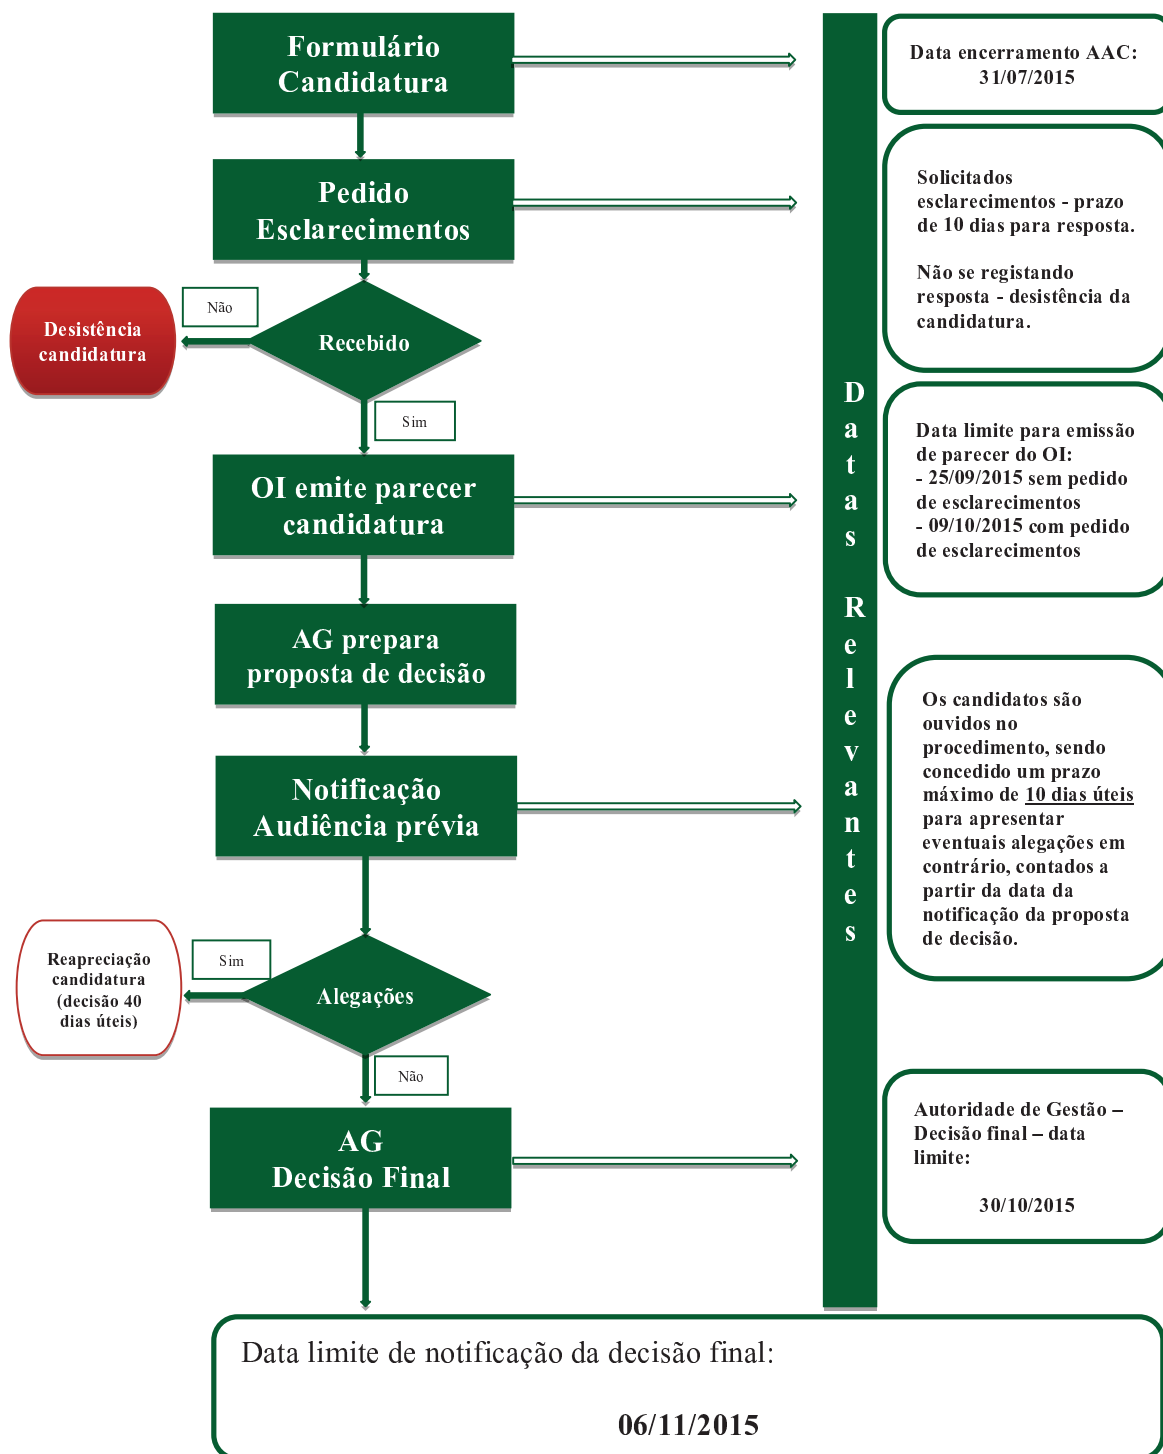 Formulário
Candidatura
Data encerramento AAC:
31/07/2015
Pedido
Esclarecimentos
Solicitados
esclarecimentos - prazo
de 10 dias para resposta.
Não se registando
resposta - desistência da
candidatura.
Não
Desistência
candidatura
Recebido
Sim
OI emite parecer
candidatura
Data limite para emissão
de parecer do OI:
- 25/09/2015 sem pedido
de esclarecimentos
- 09/10/2015 com pedido
de esclarecimentos
AG prepara
proposta de decisão
Notificação
Audiência prévia
Os candidatos são
ouvidos no
procedimento, sendo
concedido um prazo
máximo de 10 dias úteis
para apresentar
eventuais alegações em
contrário, contados a
partir da data da
notificação da proposta
de decisão.
Sim
Reapreciação
candidatura
(decisão 40
dias úteis)
Alegações
Não
AG
Decisão Final
Autoridade de Gestão –
Decisão final – data
limite:
30/10/2015
Datas Relevantes
Data limite de notificação da decisão final:
06/11/2015